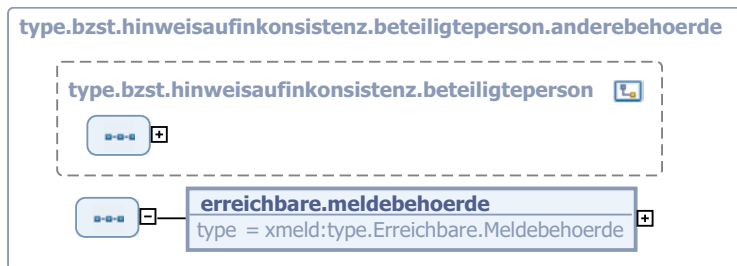 type.bzst.hinweisaufinkonsistenz.beteiligteperson.anderebehoerde
type.bzst.hinweisaufinkonsistenz.beteiligteperson
erreichbare.meldebehoerde
type = xmeld:type.Erreichbare.Meldebehoerde